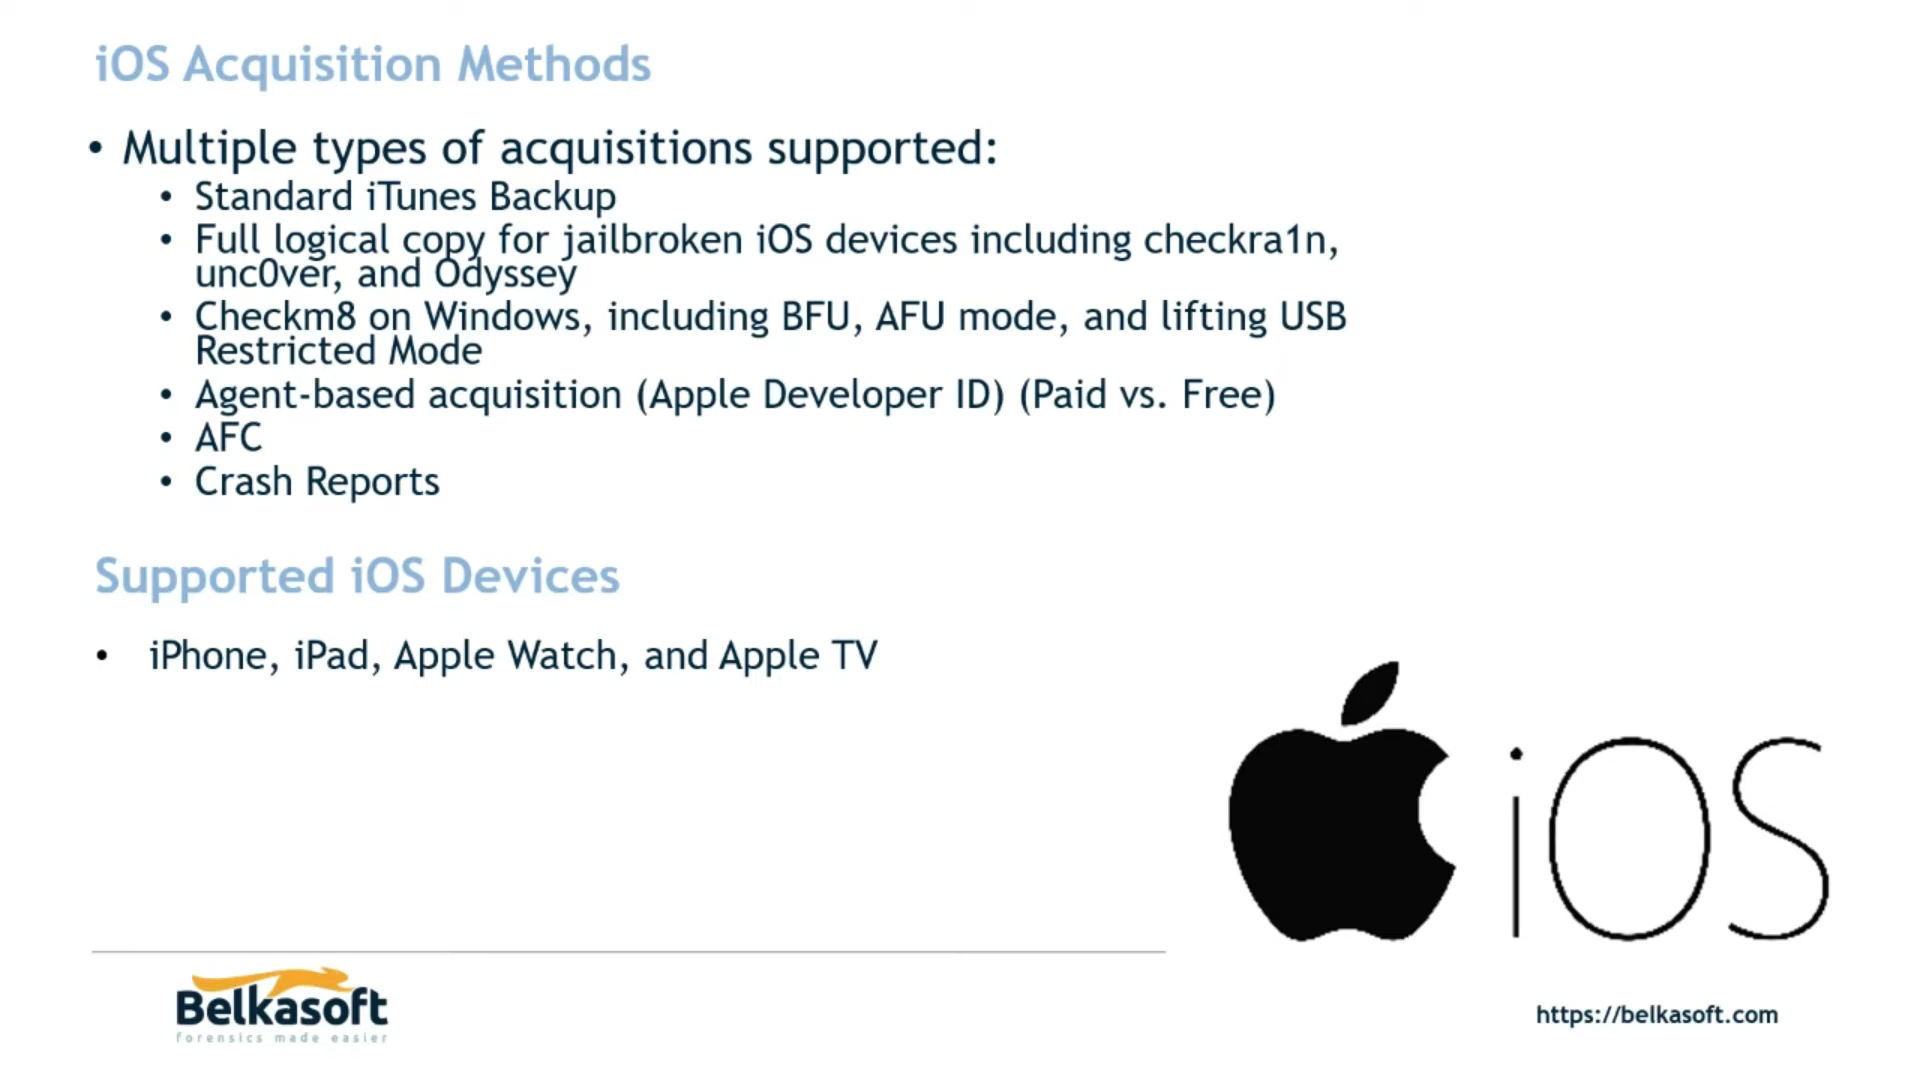 iOS Acquisition Methods
• Multiple types of acquisitions supported:
• Standard iTunes Backup
• Full logical copy for jailbroken iOS devices including checkra1n,
unc0ver, and Odyssey
• Checkm8 on Windows, including BFU, AFU mode, and lifting USB
Restricted Mode
• Agent-based acquisition (Apple Developer ID) (Paid vs. Free)
• AFC
• Crash Reports
Supported iOS Devices
• iPhone, iPad, Apple Watch, and Apple TV
iOS
Belkasoft
forensics made easier
https://belkasoft.com